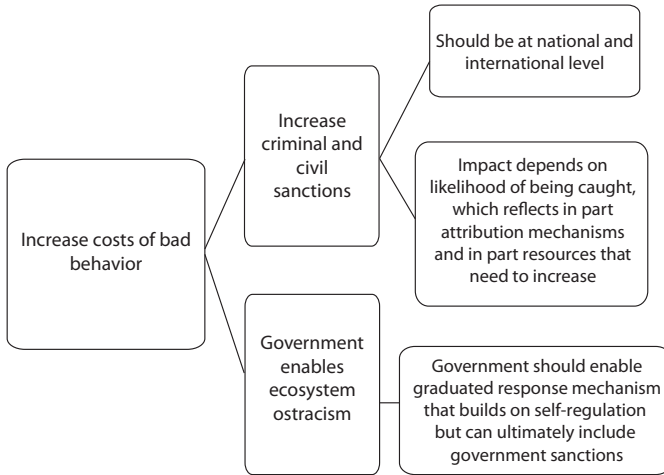 Increase costs of bad
behavior
Increase
criminal and
civil
sanctions
Should be at national and
international level
Impact depends on
likelihood of being caught,
which reflects in part
attribution mechanisms
and in part resources that
need to increase
Government
enables
ecosystem
ostracism
Government should enable
graduated response mechanism
that builds on self-regulation
but can ultimately include
government sanctions